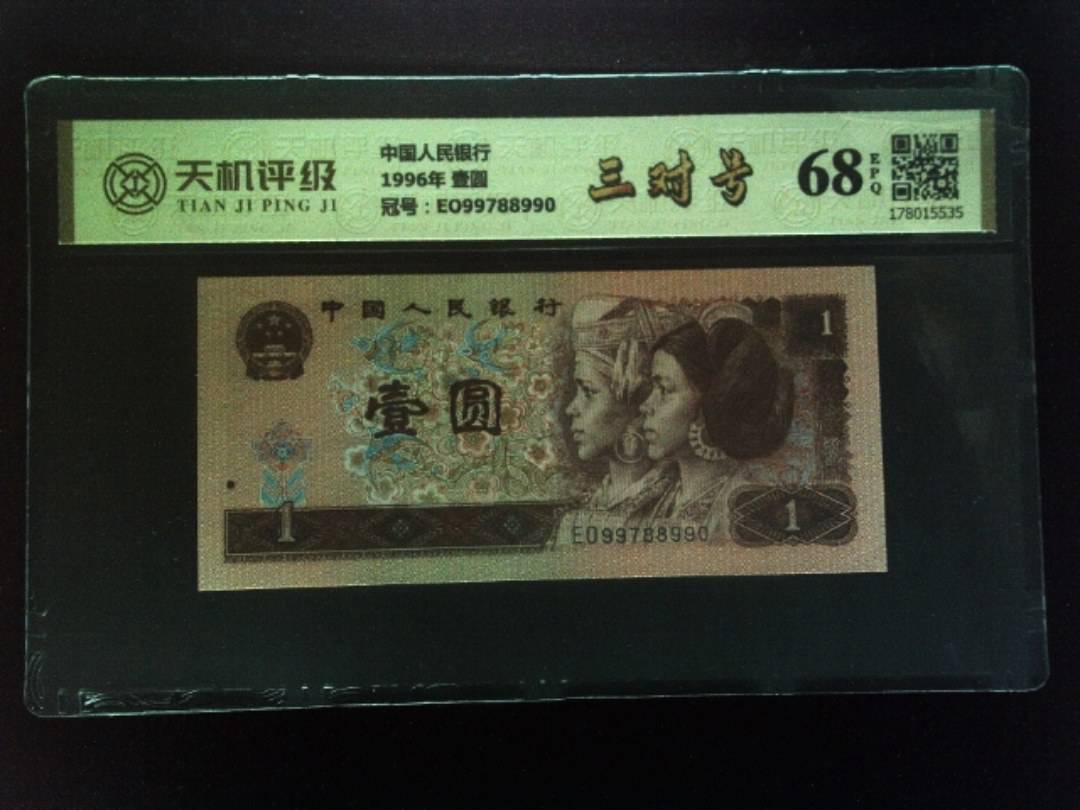 天机评级
TIAN JI PING JI
中国人民银行
1996年 壹圆
冠号：EO99788990
三对号
68
EPQ
178015535
中国人民银行
1
壹圆
1
EO99788990
1